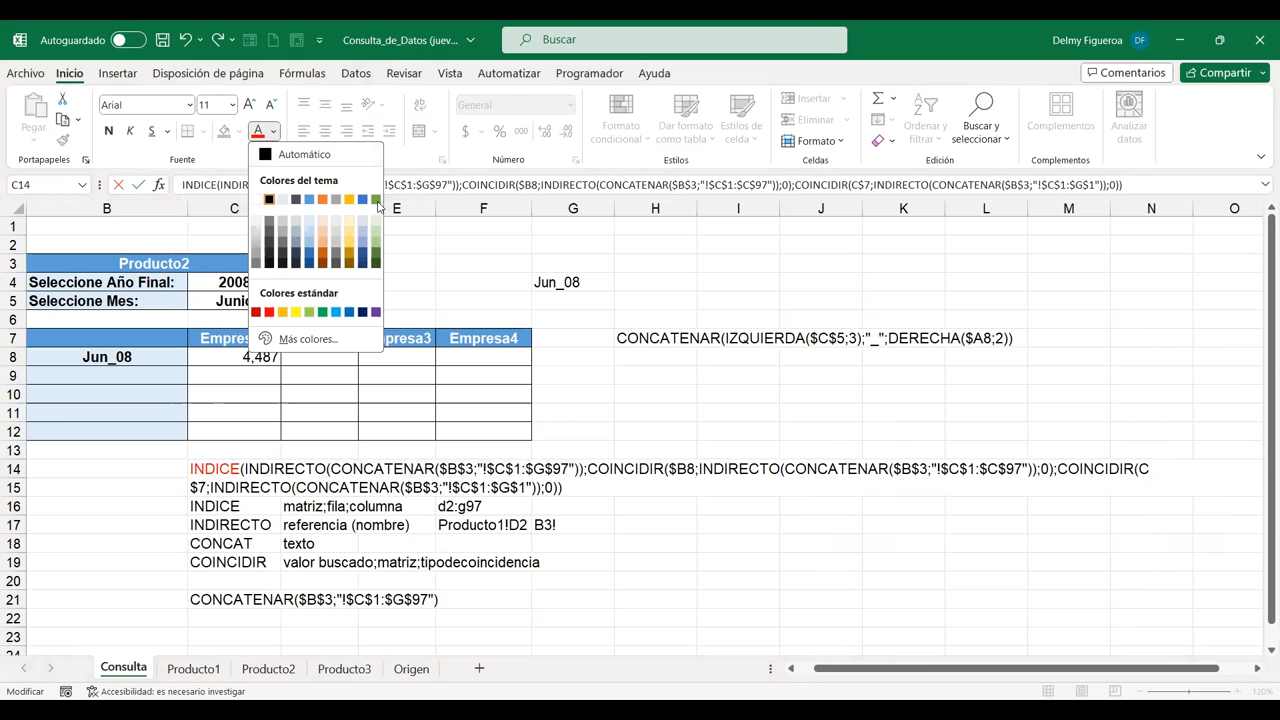 Autoguardado
Consulta_de_Datos (juev...
Buscar
Delmy Figueroa DF
Archivo Inicio Insertar Disposición de página Fórmulas Datos Revisar Vista Automatizar Programador Ayuda
Comentarios Compartir
Pegar
Arial 11
N K S
General
$ % 000
Formato condicional
Dar formato a tabla
Estilos de celda
Insertar
Eliminar
Formato
Ordenar y filtrar
Buscar y seleccionar
Complementos
Analizar datos
Portapapeles Fuente Número Estilos Celdas Edición Complementos
Automático
Colores del tema
Colores estándar
Más colores...
C14
INDICE(INDI
!$C$1:$G$97"));COINCIDIR($B8;INDIRECTO(CONCATENAR($B$3;"!$C$1:$C$97"));0);COINCIDIR(C$7;INDIRECTO(CONCATENAR($B$3;"!$C$1:$G$1"));0))
B C E F G H I J K L M N O
1
2
3 Producto2
4 Seleccione Año Final: 2008 Jun_08
5 Seleccione Mes: Junio
6
7 Empres presa3 Empresa4 CONCATENAR(IZQUIERDA($C$5;3);"_";DERECHA($A8;2))
8 Jun_08 4,487
9
10
11
12
13
14 INDICE(INDIRECTO(CONCATENAR($B$3;"!$C$1:$G$97"));COINCIDIR($B8;INDIRECTO(CONCATENAR($B$3;"!$C$1:$C$97"));0);COINCIDIR(C
15 $7;INDIRECTO(CONCATENAR($B$3;"!$C$1:$G$1"));0))
16 INDICE matriz;fila;columna d2:g97
17 INDIRECTO referencia (nombre) Producto1!D2 B3!
18 CONCAT texto
19 COINCIDIR valor buscado;matriz;tipodecoincidencia
20
21 CONCATENAR($B$3;"!$C$1:$G$97")
22
23
24
Consulta Producto1 Producto2 Producto3 Origen
Modificar
Accesibilidad: es necesario investigar
120%